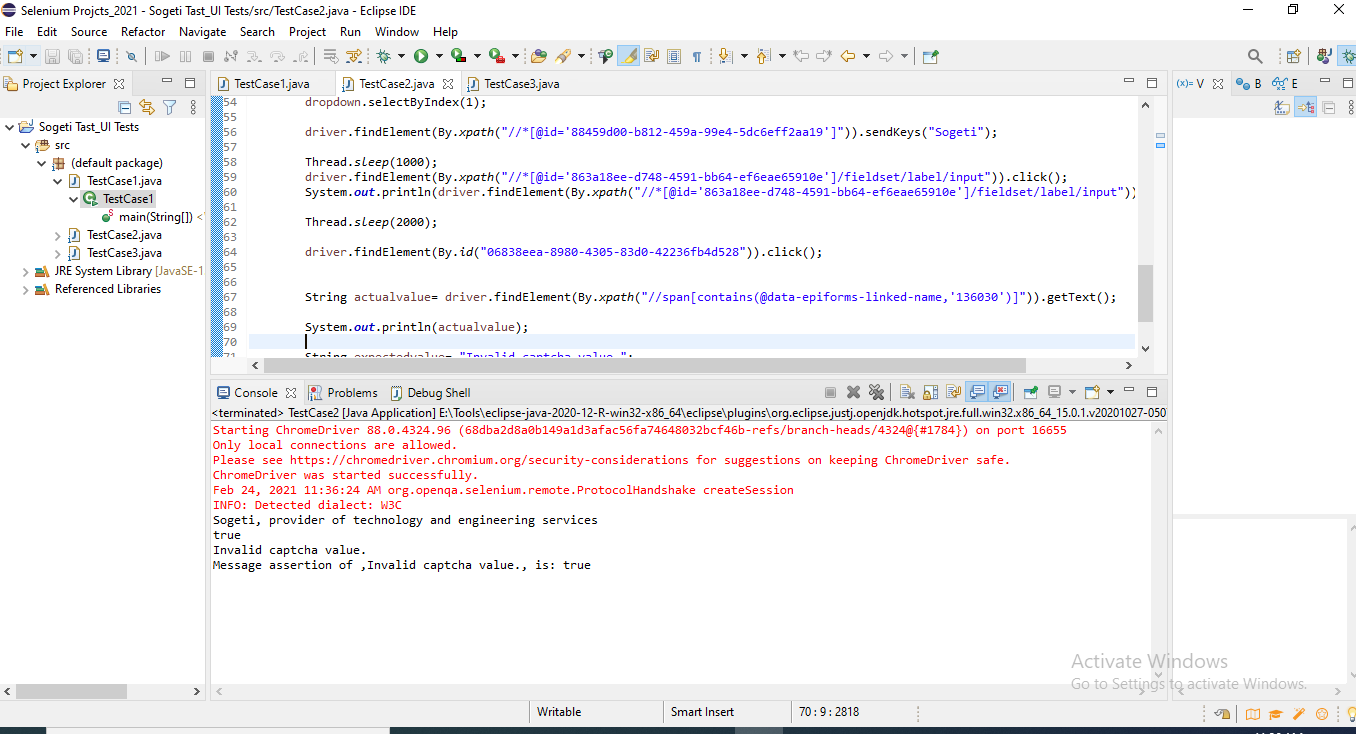 Selenium Projcts_2021 - Sogeti Tast_UI Tests/src/TestCase2.java - Eclipse IDE
File Edit Source Refactor Navigate Search Project Run Window Help
Project Explorer
Sogeti Tast_UI Tests
src
(default package)
TestCase1.java
TestCase1
main(String[]) <
TestCase2.java
TestCase3.java
JRE System Library [JavaSE-1
Referenced Libraries
TestCase1.java TestCase2.java TestCase3.java
54 dropdown.selectByIndex(1);
55
56 driver.findElement(By.xpath("//*[@id='88459d00-b812-459a-99e4-5dc6eff2aa19']")).sendKeys("Sogeti");
57
58 Thread.sleep(1000);
59 driver.findElement(By.xpath("//*[@id='863a18ee-d748-4591-bb64-ef6eae65910e']/fieldset/label/input")).click();
60 System.out.println(driver.findElement(By.xpath("//*[@id='863a18ee-d748-4591-bb64-ef6eae65910e']/fieldset/label/input"))
61
62 Thread.sleep(2000);
63
64 driver.findElement(By.id("06838eea-8980-4305-83d0-42236fb4d528")).click();
65
66
67 String actualvalue= driver.findElement(By.xpath("//span[contains(@data-epiforms-linked-name,'136030')]")).getText();
68
69 System.out.println(actualvalue);
70
71 String expectedvalue= "Invalid captcha value.";
(x)= V B E
Console Problems Debug Shell
<terminated> TestCase2 [Java Application] E:\Tools\eclipse-java-2020-12-R-win32-x86_64\eclipse\plugins\org.eclipse.justj.openjdk.hotspot.jre.full.win32.x86_64_15.0.1.v20201027-050
Starting ChromeDriver 88.0.4324.96 (68dba2d8a0b149a1d3afac56fa74648032bcf46b-refs/branch-heads/4324@{#1784}) on port 16655
Only local connections are allowed.
Please see https://chromedriver.chromium.org/security-considerations for suggestions on keeping ChromeDriver safe.
ChromeDriver was started successfully.
Feb 24, 2021 11:36:24 AM org.openqa.selenium.remote.ProtocolHandshake createSession
INFO: Detected dialect: W3C
Sogeti, provider of technology and engineering services
true
Invalid captcha value.
Message assertion of ,Invalid captcha value., is: true
Activate Windows
Go to Settings to activate Windows.
Writable Smart Insert 70 : 9 : 2818